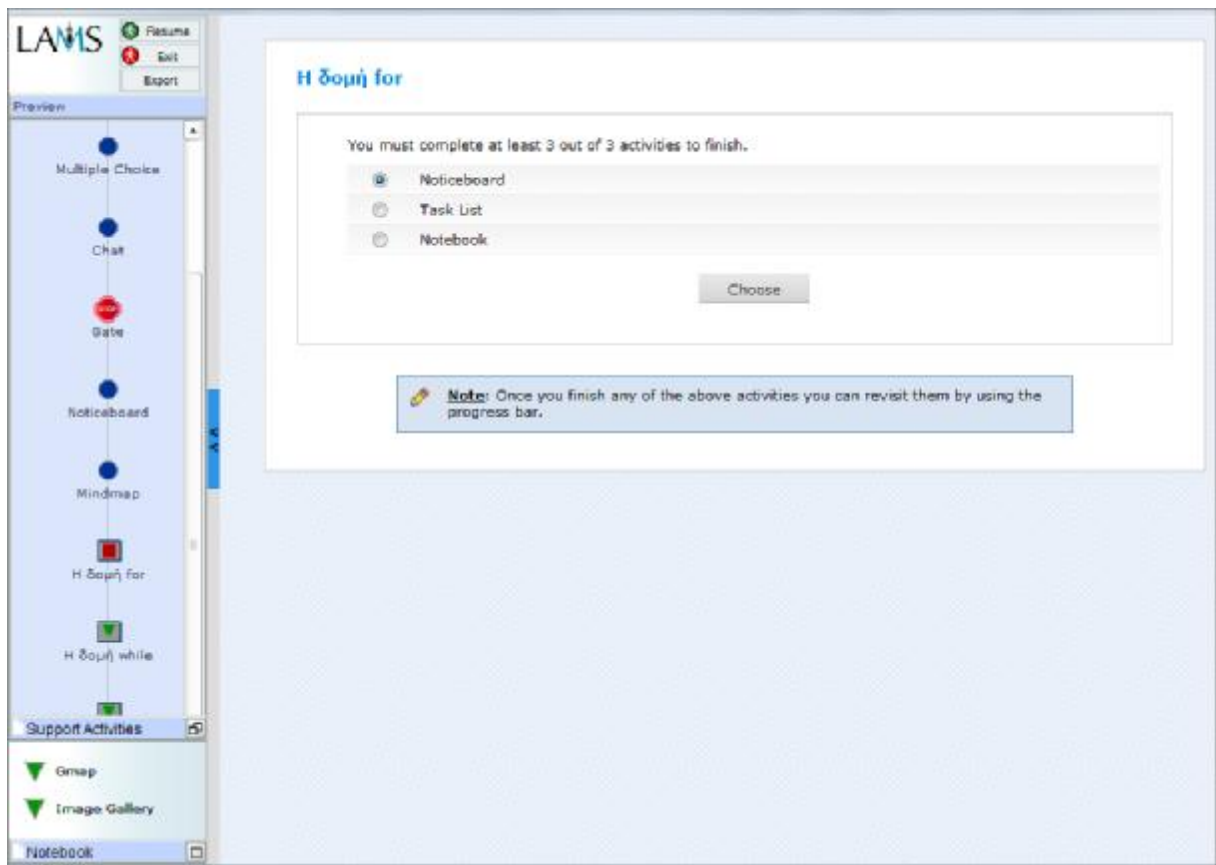 LAMS
Resume
Exit
Export
Preview
Multiple Choice
Chat
STOP
Gate
Noticeboard
Mindmap
Η δομή for
Η δομή while
Support Activities
Gmap
Image Gallery
Notebook
Η δομή for
You must complete at least 3 out of 3 activities to finish.
Noticeboard
Task List
Notebook
Choose
Note: Once you finish any of the above activities you can revisit them by using the
progress bar.